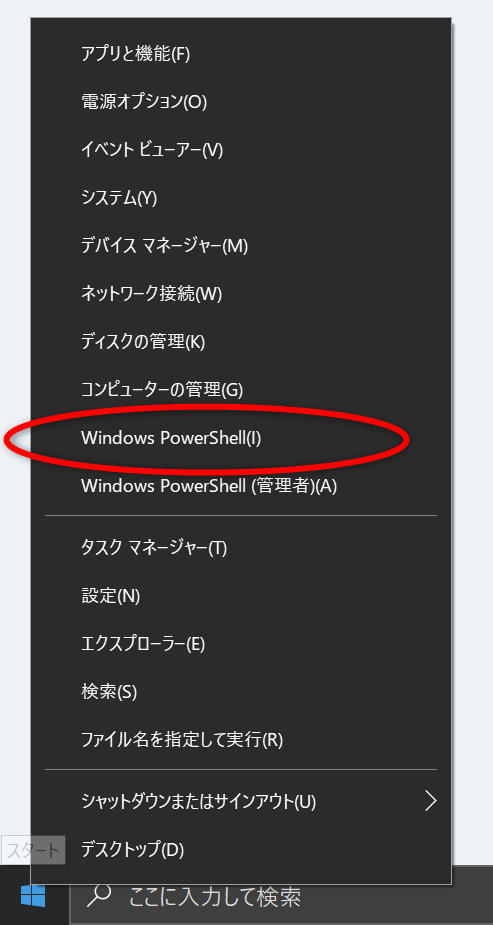 アプリと機能(F)
電源オプション(O)
イベント ビューアー(V)
システム(Y)
デバイス マネージャー(M)
ネットワーク接続(W)
ディスクの管理(K)
コンピューターの管理(G)
Windows PowerShell(I)
Windows PowerShell (管理者)(A)
タスク マネージャー(T)
設定(N)
エクスプローラー(E)
検索(S)
ファイル名を指定して実行(R)
シャットダウンまたはサインアウト(U)
デスクトップ(D)
スタート
ここに入力して検索